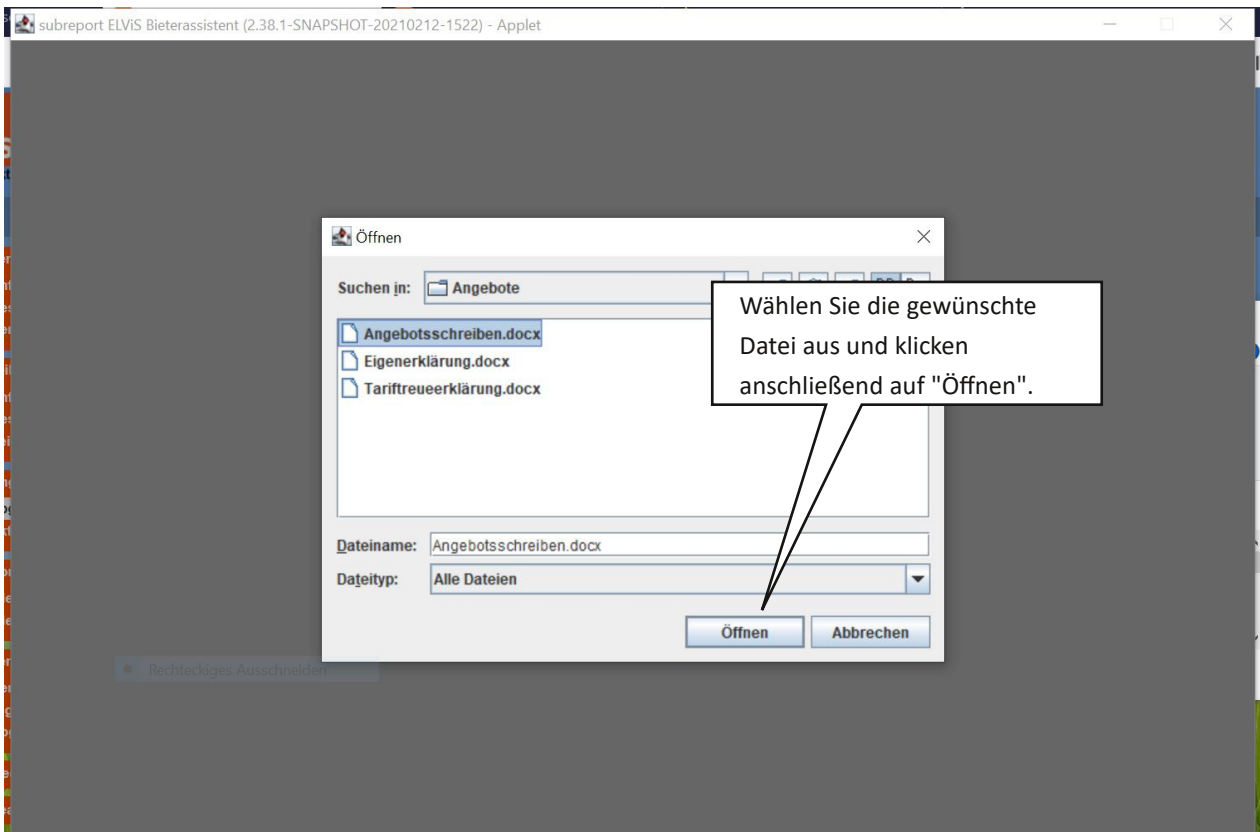 subreport ELViS Bieterassistent (2.38.1-SNAPSHOT-20210212-1522) - Applet
Öffnen
Suchen in: Angebote
Wählen Sie die gewünschte
Datei aus und klicken
anschließend auf "Öffnen".
Angebotsschreiben.docx
Eigenerklärung.docx
Tariftreueerklärung.docx
Dateiname: Angebotsschreiben.docx
Dateityp: Alle Dateien
Öffnen Abbrechen
Rechteckiges Ausschneiden